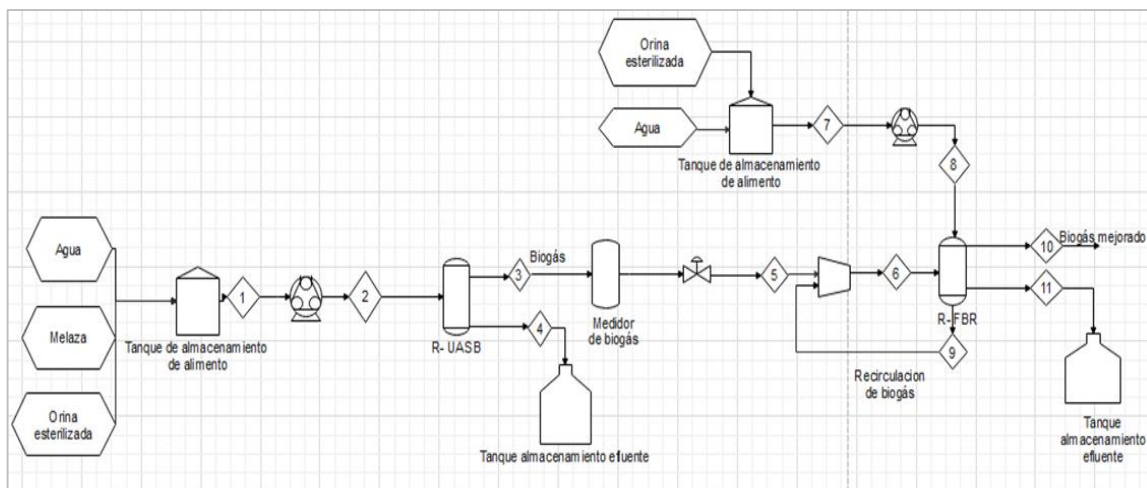 Orina
esterilizada
Agua
Tanque de almacenamiento
de alimento
7
8
Agua
Melaza
Orina
esterilizada
Tanque de almacenamiento
de alimento
1
2
R- UASB
3
Biogás
4
Tanque almacenamiento efluente
Medidor
de biogás
5
6
R- FBR
9
Recirculacion
de biogás
10
Biogás mejorado
11
Tanque
almacenamiento
efluente